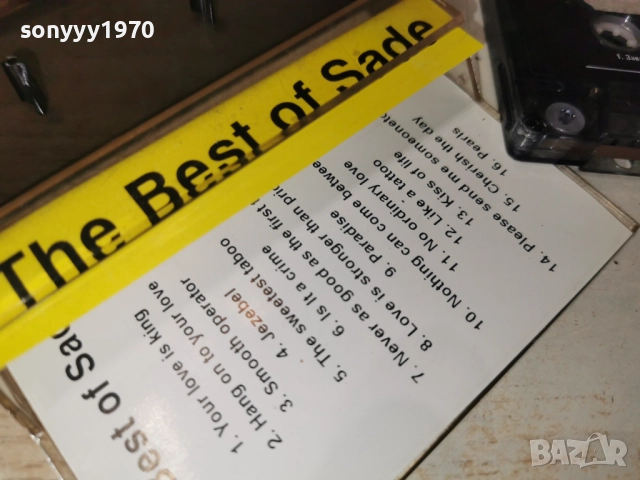 sonyyy1970
The Best of Sade
Best of Sad
1. Your love is king
2. Hang on to your love
3. Smooth operator
4. Jezebel
5. The sweetest taboo
6. Is it a crime
7. Never as good as the first
8. Love is stronger than prid
9. Paradise
10. Nothing can come betwee
11. No ordinary love
12. Like a tattoo
13. Kiss of life
14. Please send me someone to
15. Cherish the day
16. Pearls
BAZAR